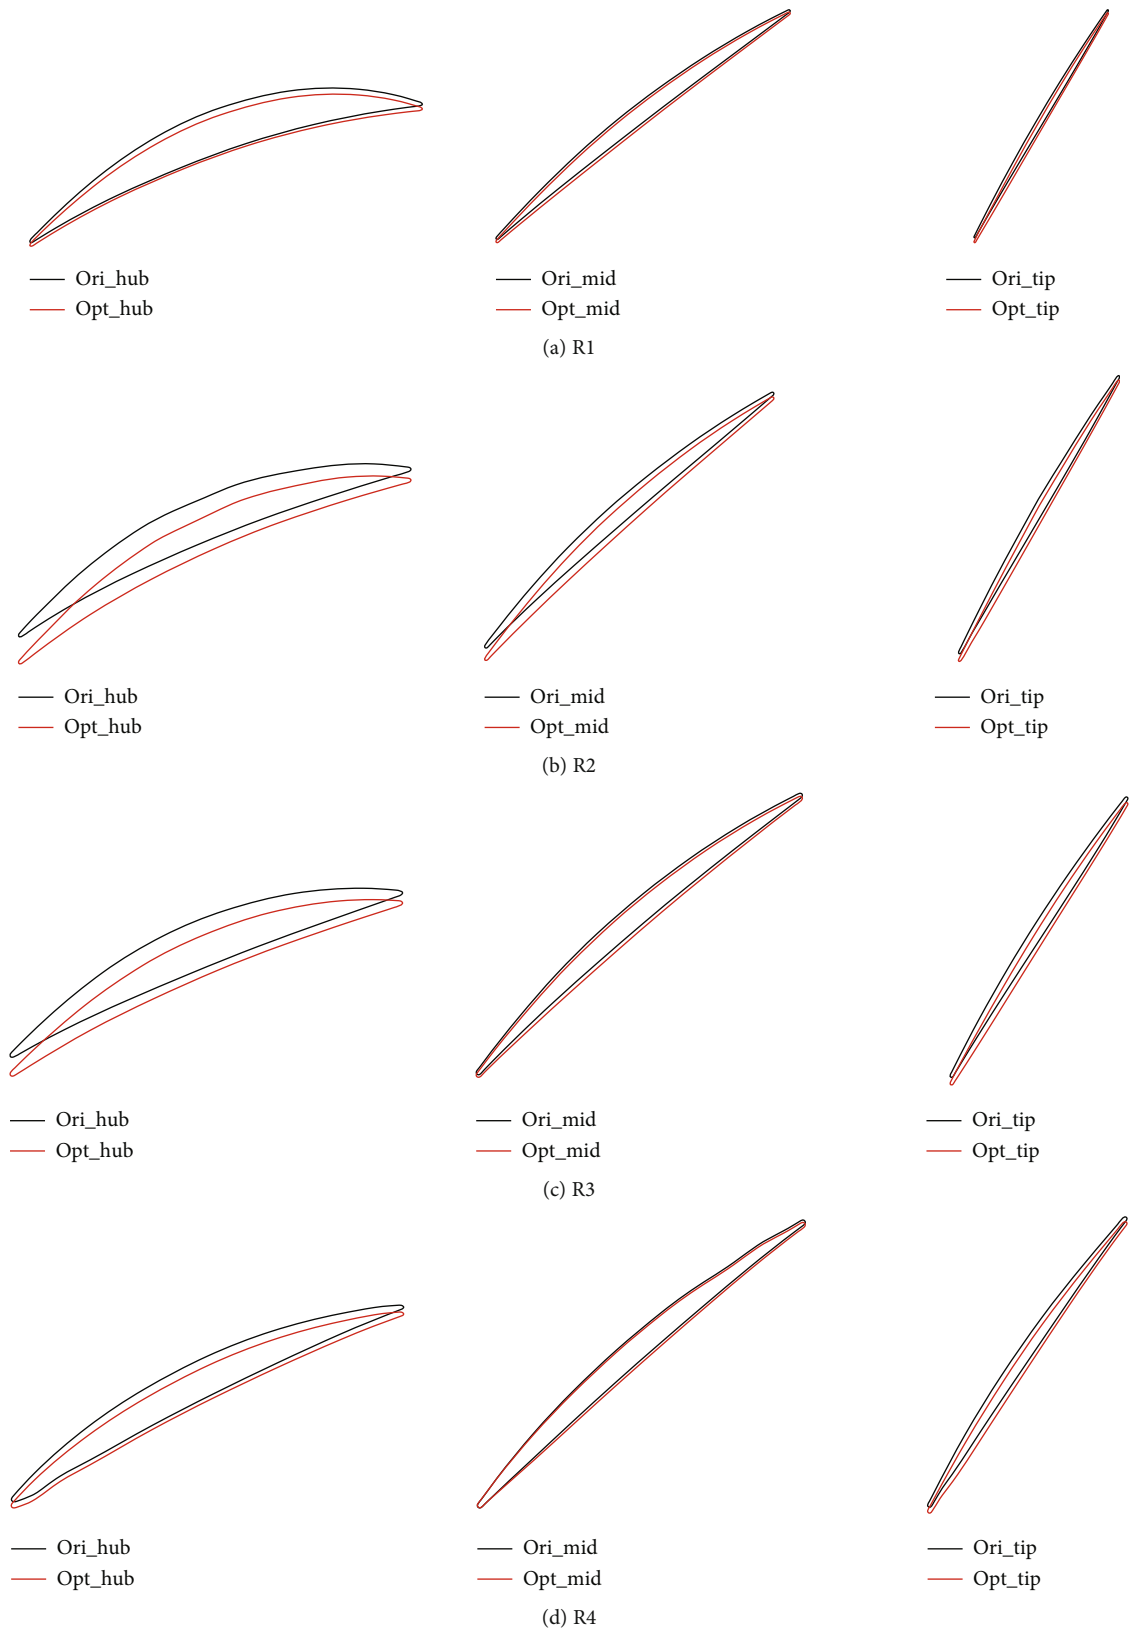 Ori_hub
Opt_hub
Ori_mid
Opt_mid
Ori_tip
Opt_tip
(a) R1
Ori_hub
Opt_hub
Ori_mid
Opt_mid
Ori_tip
Opt_tip
(b) R2
Ori_hub
Opt_hub
Ori_mid
Opt_mid
Ori_tip
Opt_tip
(c) R3
Ori_hub
Opt_hub
Ori_mid
Opt_mid
Ori_tip
Opt_tip
(d) R4